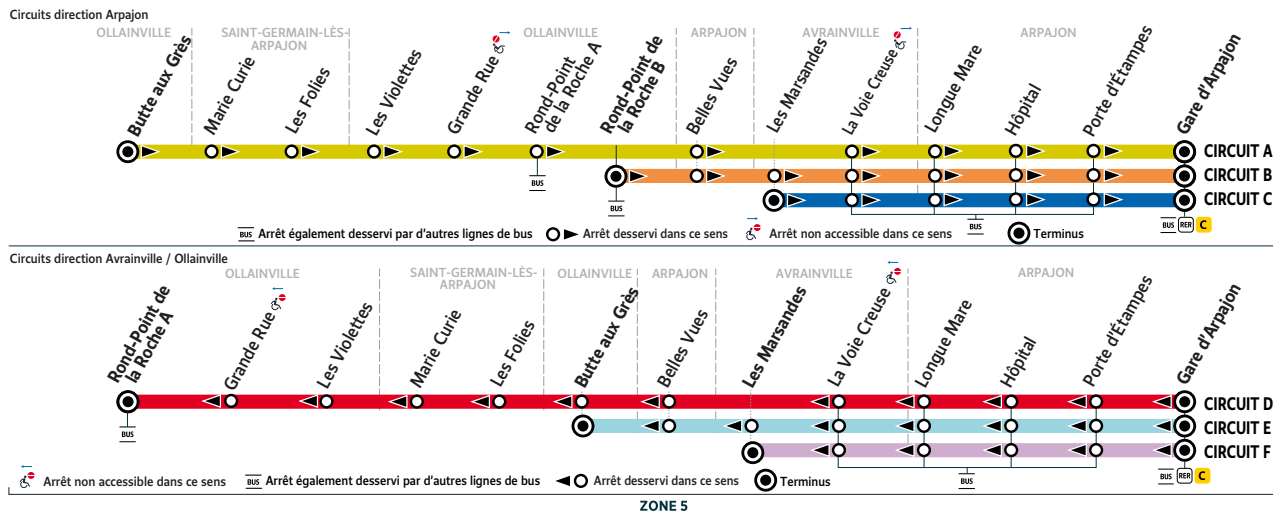 Circuits direction Arpajon
OLLAINVILLE
SAINT-GERMAIN-LÈS-
ARPAJON
OLLAINVILLE
ARPAJON
AVRAINVILLE
ARPAJON
Butte aux Grès
Marie Curie
Les Folies
Les Violettes
Grande Rue
Rond-Point
de la Roche A
Rond-Point de
la Roche B
Belles Vues
Les Marsandes
La Voie Creuse
Longue Mare
Hôpital
Porte d'Étampes
Gare d'Arpajon
CIRCUIT A
BUS
CIRCUIT B
BUS
CIRCUIT C
BUS
BUS RER C
BUS Arrêt également desservi par d'autres lignes de bus
Arrêt desservi dans ce sens
Arrêt non accessible dans ce sens
Terminus
Circuits direction Avrainville / Ollainville
OLLAINVILLE
SAINT-GERMAIN-LÈS-
ARPAJON
OLLAINVILLE
ARPAJON
AVRAINVILLE
ARPAJON
Rond-Point de
la Roche A
Grande Rue
Les Violettes
Marie Curie
Les Folies
Butte aux Grès
Belles Vues
Les Marsandes
La Voie Creuse
Longue Mare
Hôpital
Porte d'Étampes
Gare d'Arpajon
CIRCUIT D
BUS
CIRCUIT E
CIRCUIT F
BUS
BUS RER C
Arrêt non accessible dans ce sens
BUS Arrêt également desservi par d'autres lignes de bus
Arrêt desservi dans ce sens
Terminus
ZONE 5